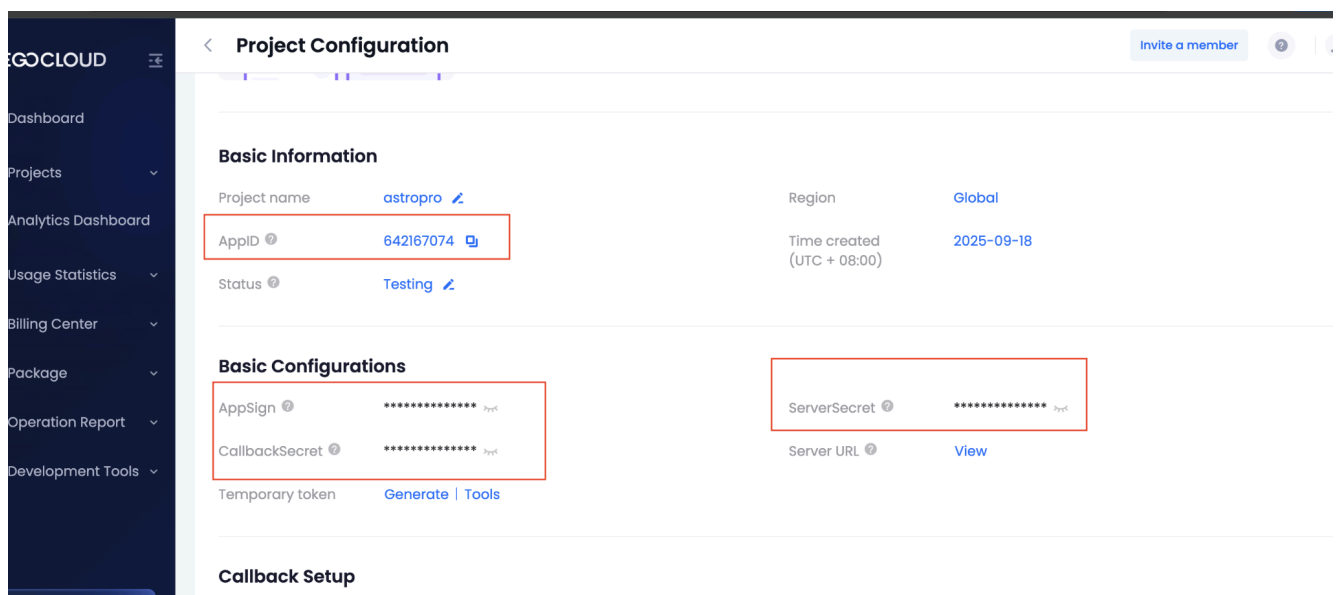 EGOCLOUD
Project Configuration
Invite a member
Dashboard
Projects
Analytics Dashboard
Usage Statistics
Billing Center
Package
Operation Report
Development Tools
Basic Information
Project name astropro
Region Global
AppID 642167074
Time created
(UTC + 08:00)
2025-09-18
Status Testing
Basic Configurations
AppSign **************
ServerSecret **************
CallbackSecret **************
Server URL View
Temporary token Generate | Tools
Callback Setup